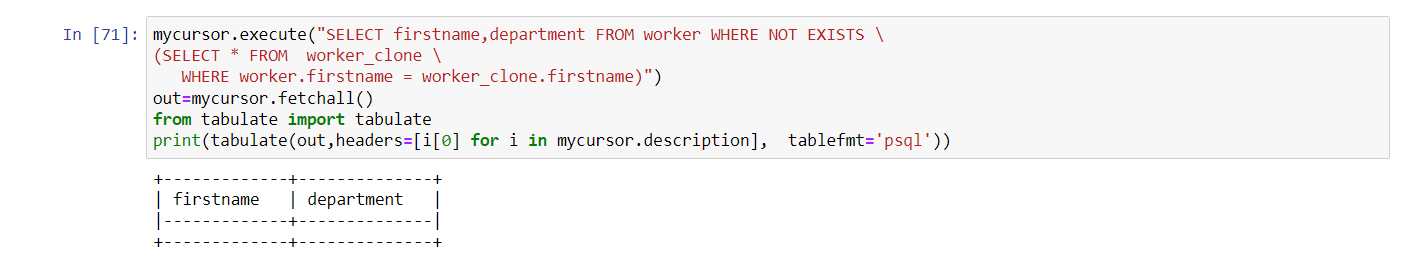 In [71]: mycursor.execute("SELECT firstname,department FROM worker WHERE NOT EXISTS \
(SELECT * FROM  worker_clone \
   WHERE worker.firstname = worker_clone.firstname)")
out=mycursor.fetchall()
from tabulate import tabulate
print(tabulate(out,headers=[i[0] for i in mycursor.description],  tablefmt='psql'))
+-------------+--------------+
| firstname   | department   |
|-------------+--------------|
+-------------+--------------+